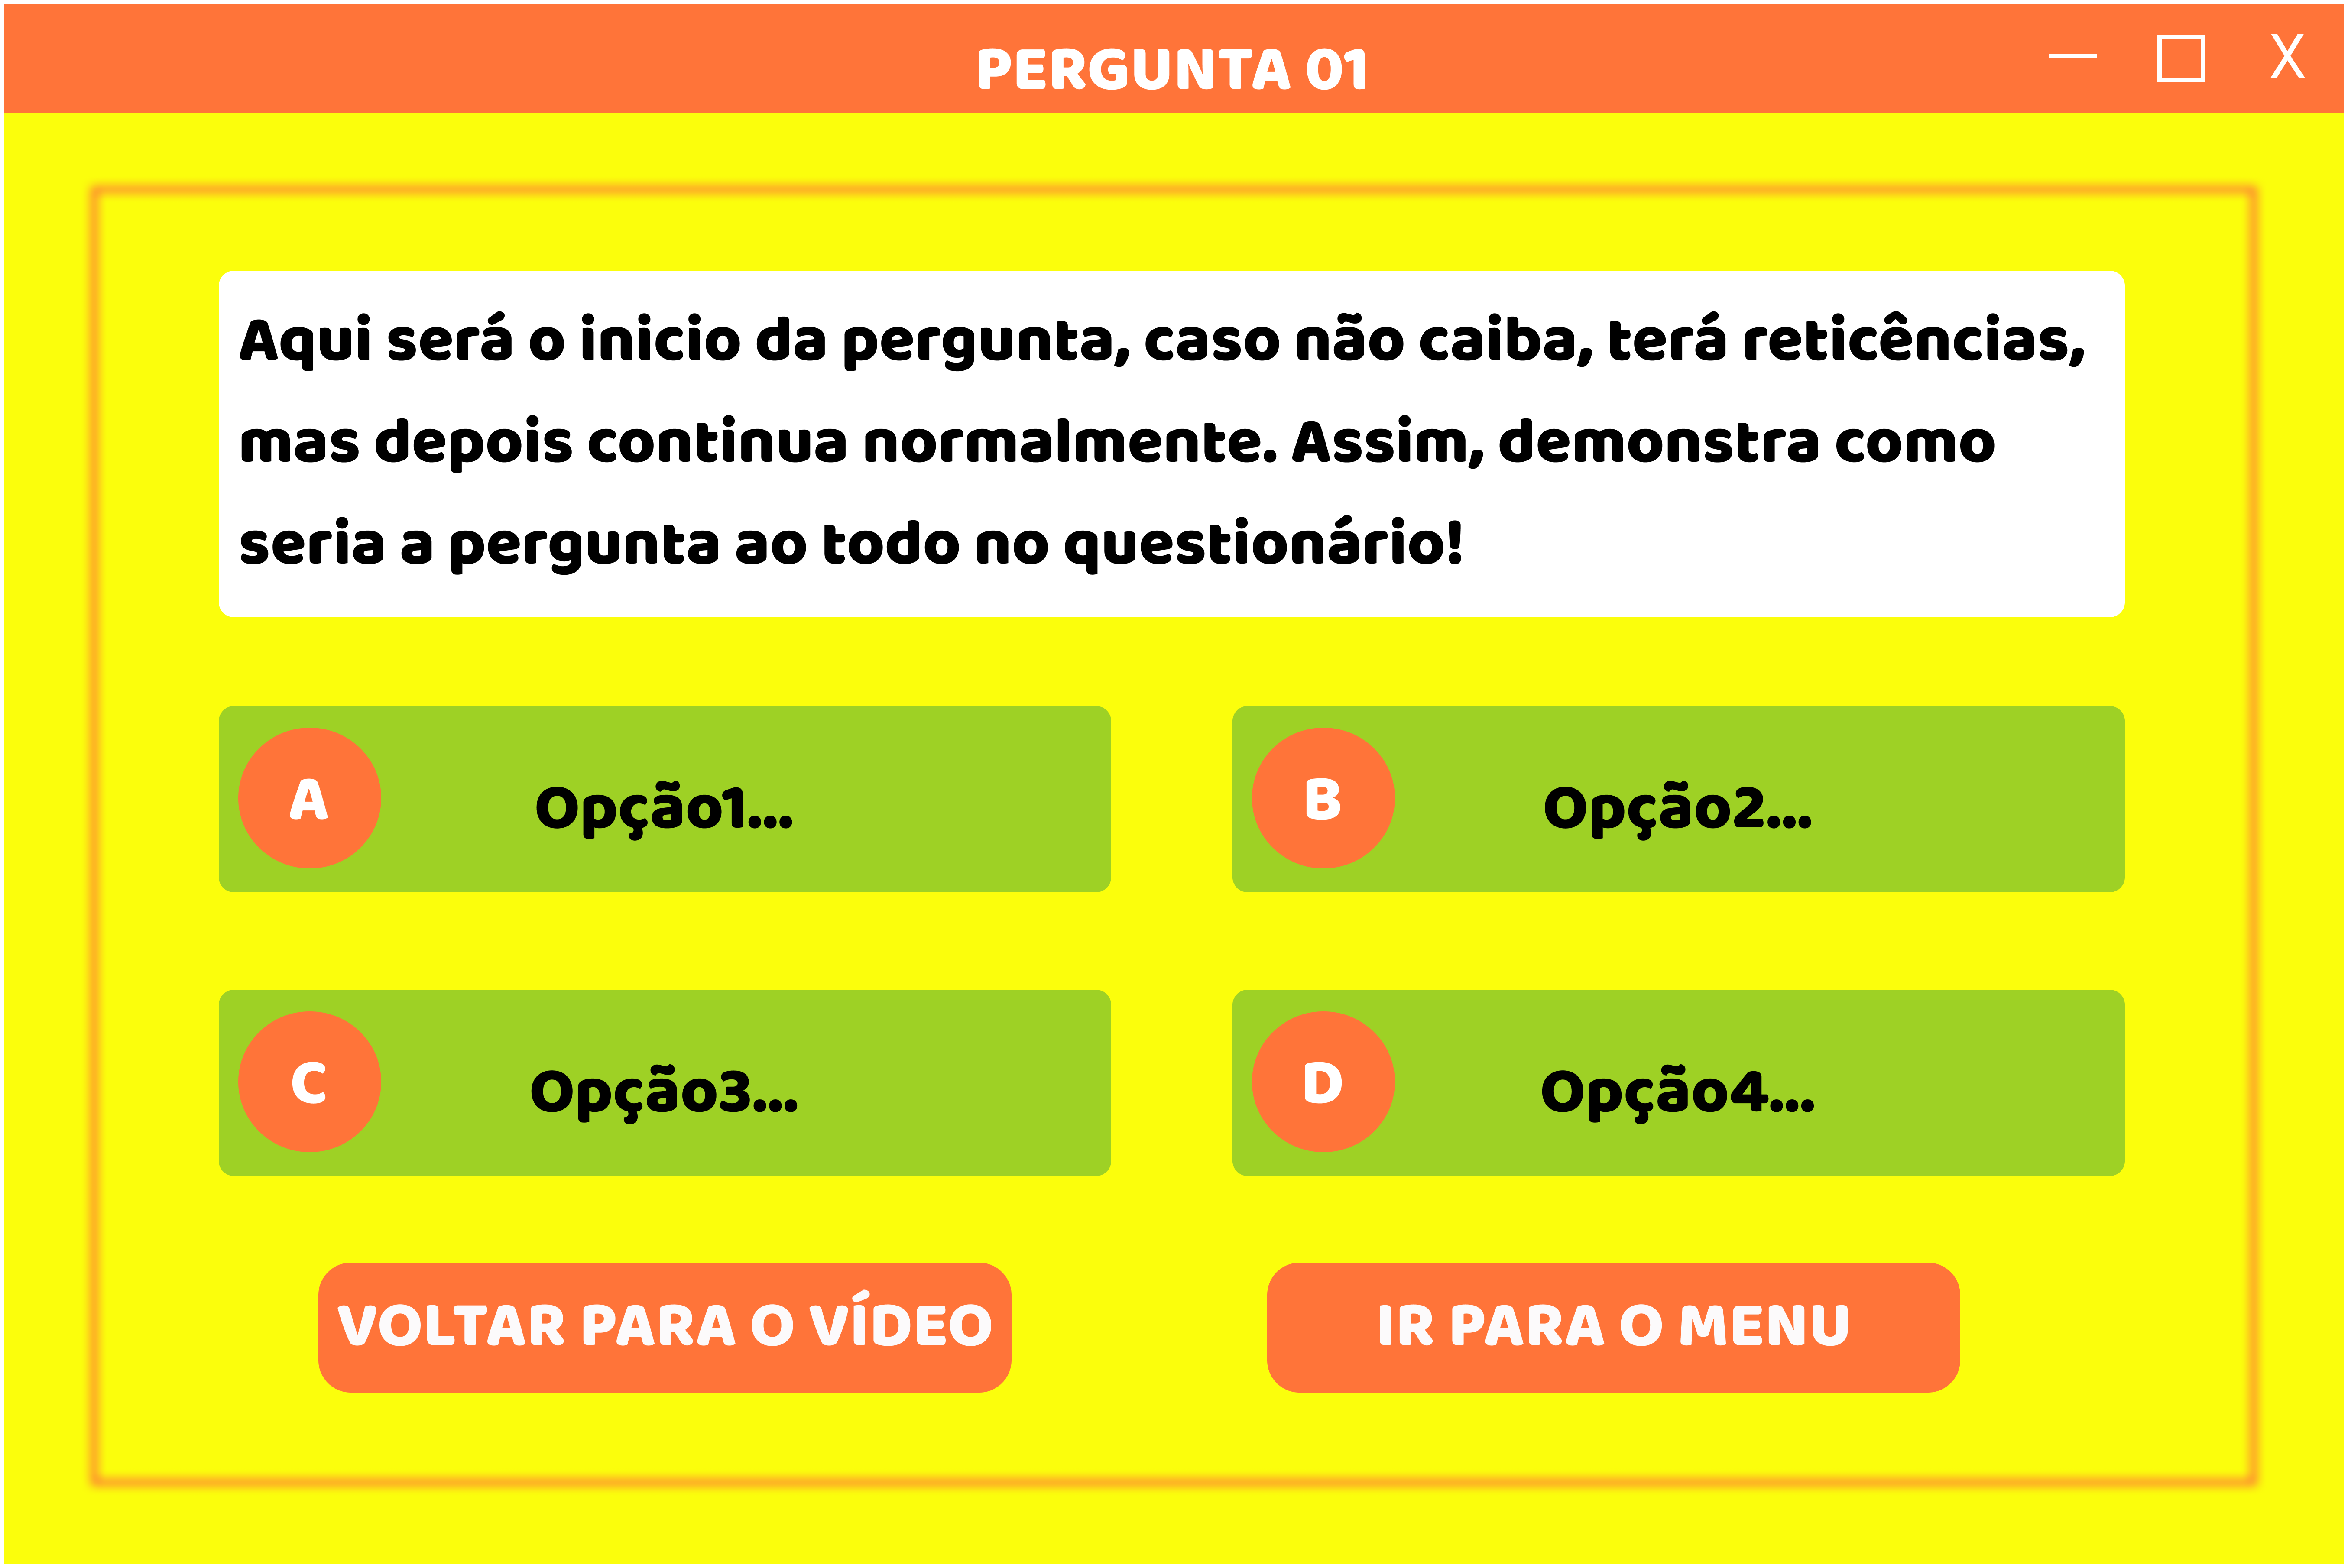 PERGUNTA 01
X
Aqui será o inicio da pergunta, caso não caiba, terá reticências,
mas depois continua normalmente. Assim, demonstra como
seria a pergunta ao todo no questionário!
A
Opção1...
B
Opção2...
C
Opção3...
D
Opção4...
VOLTAR PARA O VÍDEO
IR PARA O MENU